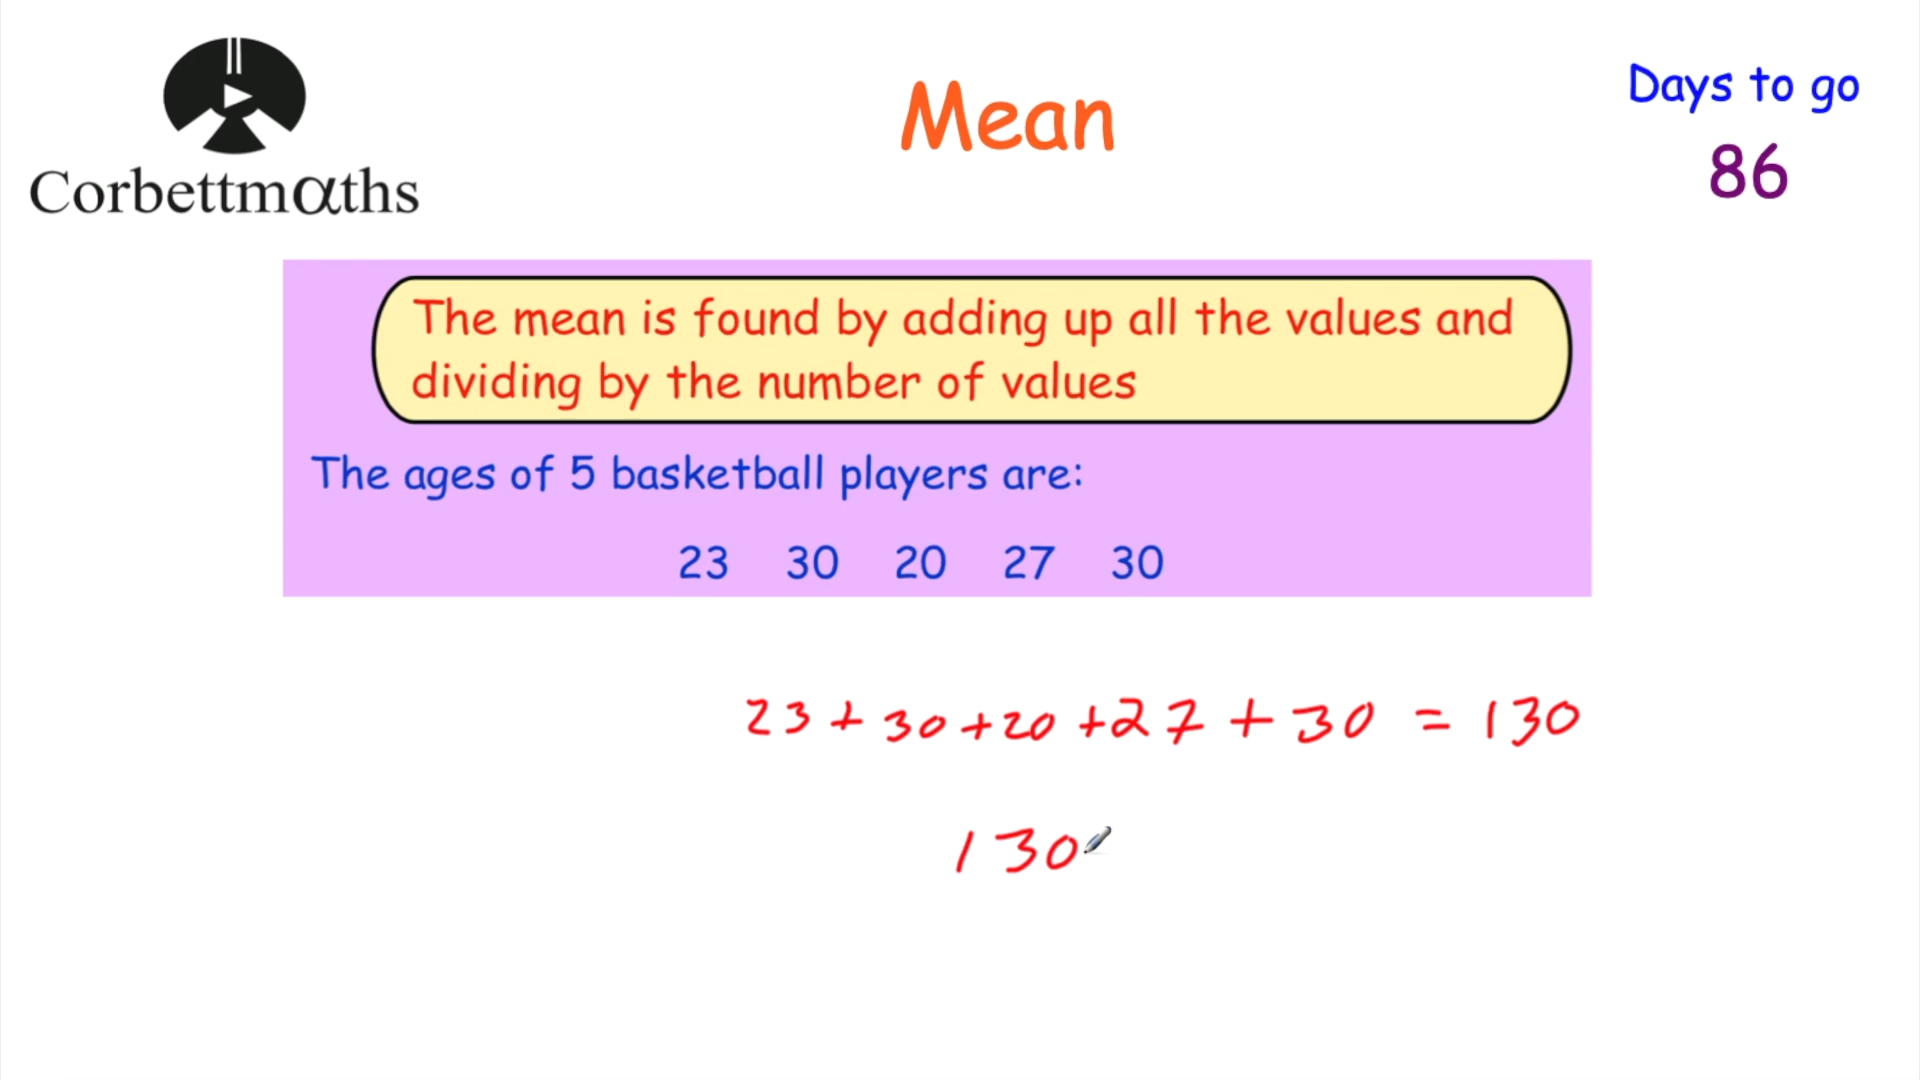 Corbettmαths
Mean
Days to go
86
The mean is found by adding up all the values and
dividing by the number of values
The ages of 5 basketball players are:
23 30 20 27 30
23 + 30 + 20 + 27 + 30 = 130
130